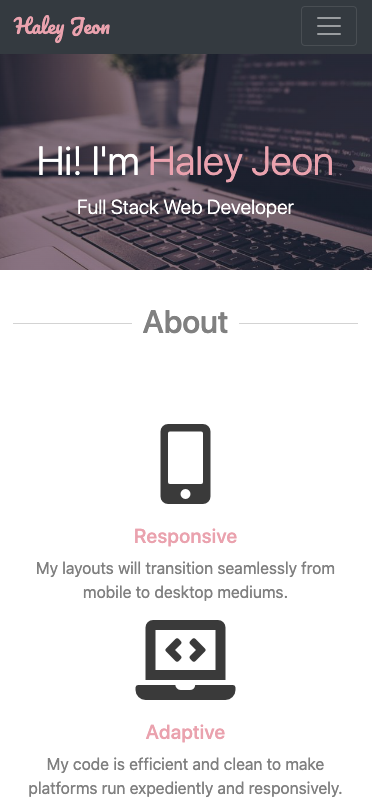 Haley Jeon
Hi! I'm Haley Jeon
Full Stack Web Developer
About
Responsive
My layouts will transition seamlessly from
mobile to desktop mediums.
Adaptive
My code is efficient and clean to make
platforms run expediently and responsively.